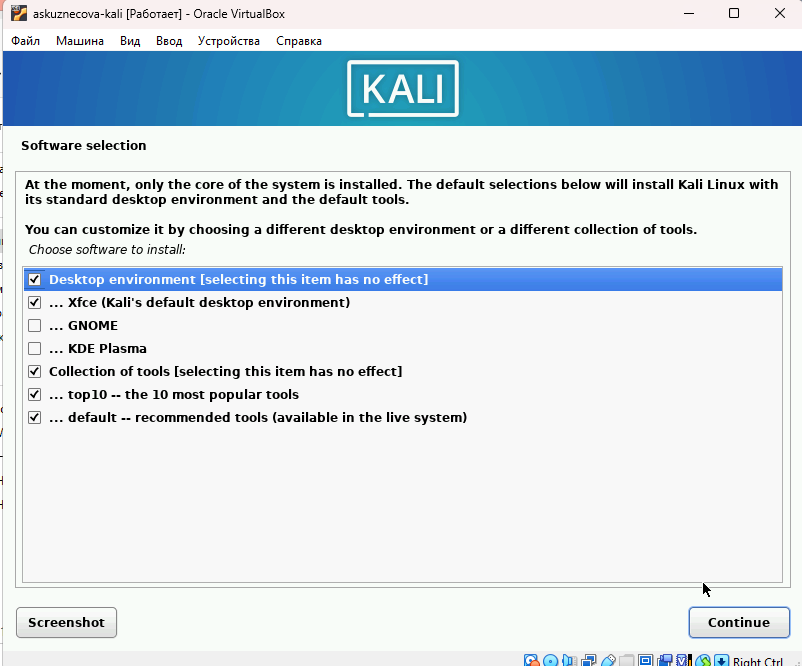 askuznecova-kali [Работает] - Oracle VirtualBox
Файл Машина Вид Ввод Устройства Справка
KALI
Software selection
At the moment, only the core of the system is installed. The default selections below will install Kali Linux with
its standard desktop environment and the default tools.
You can customize it by choosing a different desktop environment or a different collection of tools.
Choose software to install:
Desktop environment [selecting this item has no effect]
... Xfce (Kali's default desktop environment)
... GNOME
... KDE Plasma
Collection of tools [selecting this item has no effect]
... top10 -- the 10 most popular tools
... default -- recommended tools (available in the live system)
Screenshot Continue
Right Ctrl